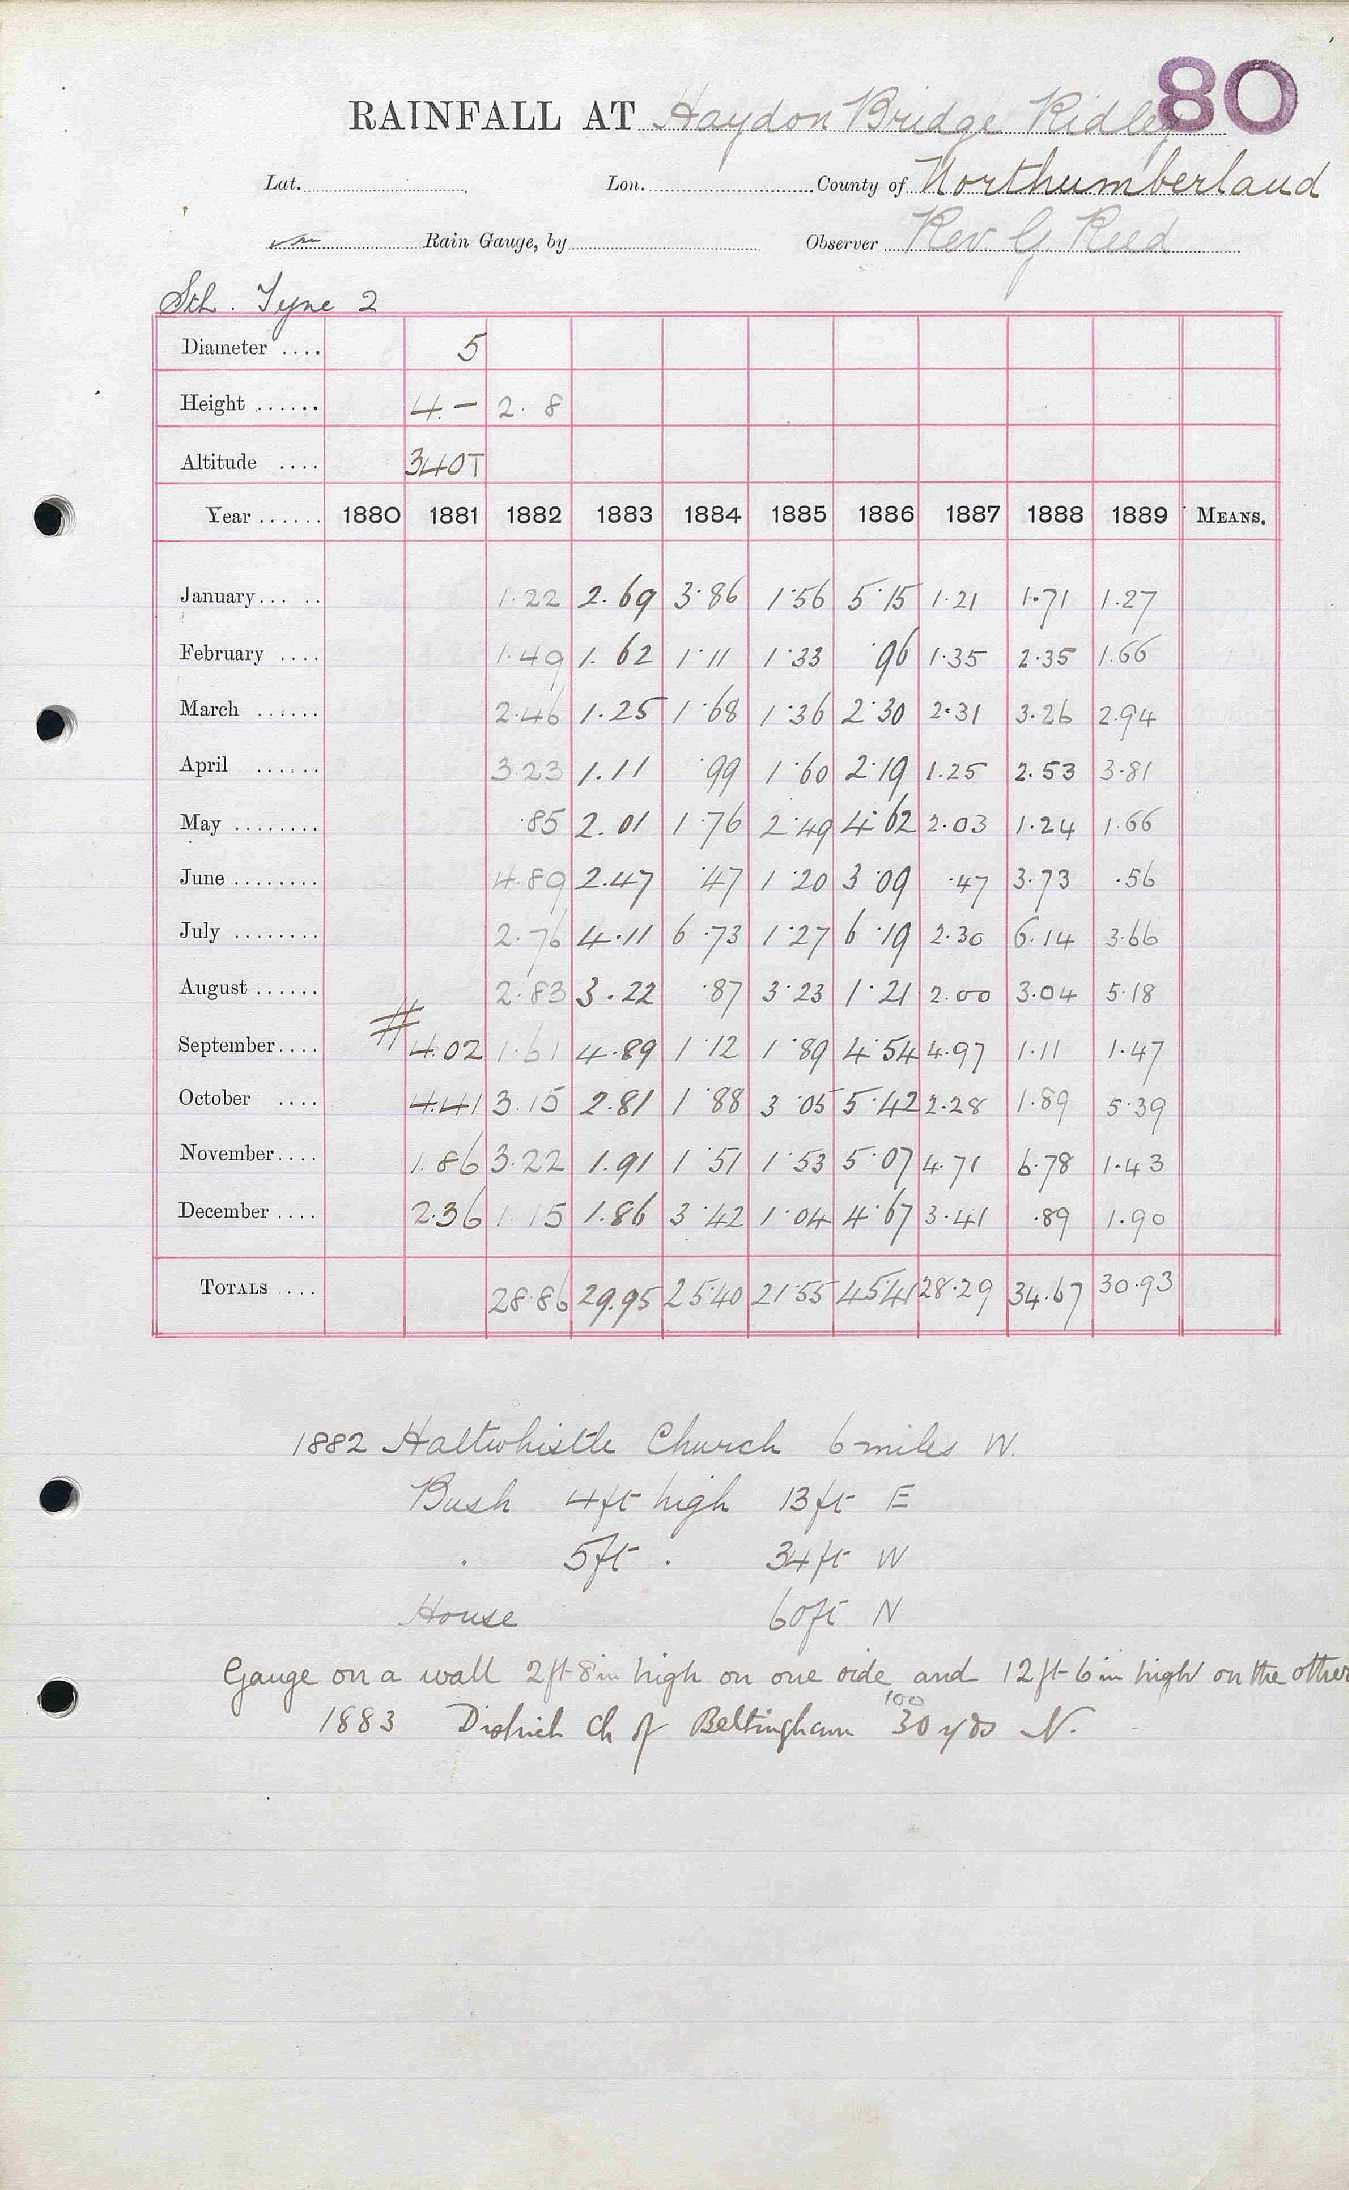 80
RAINFALL AT Haydon Bridge Ridley
Lat. Lon. County of Northumberland
Rain Gauge, by Observer Rev G Reed
Sth. Tyne 2
Diameter .... 5
Height ...... 4.- 2.8
Altitude .... 340T
Year ...... 1880 1881 1882 1883 1884 1885 1886 1887 1888 1889 MEANS.
January... .. 1.22 2.69 3.86 1.56 5.15 1.21 1.71 1.27
February .... 1.49 1.62 1.11 1.33 .96 1.35 2.35 1.66
March ...... 2.46 1.25 1.68 1.36 2.30 2.31 3.26 2.94
April ...... 3.23 1.11 .99 1.60 2.19 1.25 2.53 3.81
May ........ .85 2.01 1.76 2.49 4.62 2.03 1.24 1.66
June ........ 4.89 2.47 .47 1.20 3.09 .47 3.73 .56
July ........ 2.76 4.11 6.73 1.27 6.19 2.30 6.14 3.66
August ...... 2.83 3.22 .87 3.23 1.21 2.00 3.04 5.18
September.... # 4.02 1.61 4.89 1.12 1.89 4.54 4.97 1.11 1.47
October .... 4.41 3.15 2.81 1.88 3.05 5.42 2.28 1.89 5.39
November.... 1.86 3.22 1.91 1.51 1.53 5.07 4.71 6.78 1.43
December .... 2.36 1.15 1.86 3.42 1.04 4.67 3.41 .89 1.90
TOTALS .... 28.86 29.95 25.40 21.55 45.41 28.29 34.67 30.93
1882 Haltwhistle Church 6 miles W.
Bush 4ft high 13ft E
. 5ft . 34ft W
House 60ft N
Gauge on a wall 2ft 8in high on one side and 12ft 6in high on the other
100
1883 District Ch of Beltingham 30 yds N.